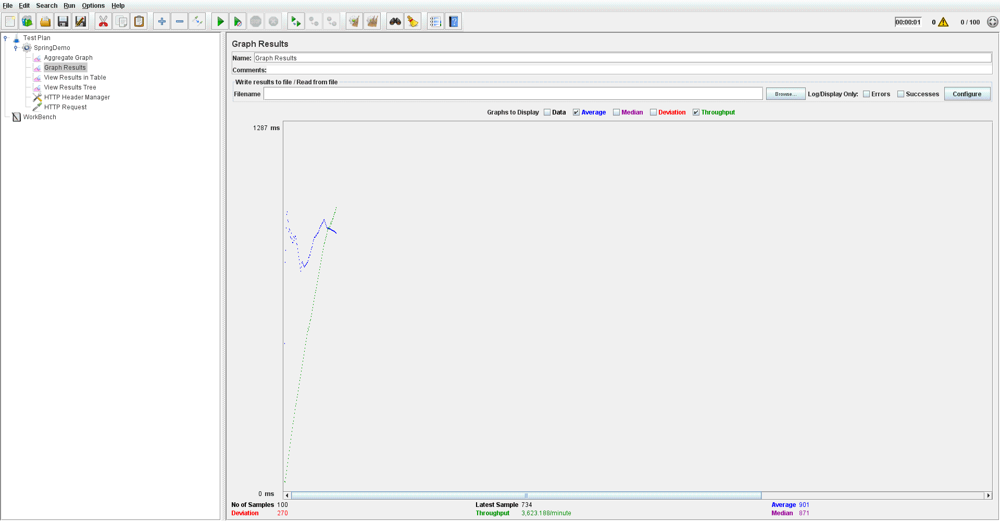 File Edit Search Run Options Help
00:00:01 0 0 / 100
Test Plan
SpringDemo
Aggregate Graph
Graph Results
View Results in Table
View Results Tree
HTTP Header Manager
HTTP Request
WorkBench
Graph Results
Name: Graph Results
Comments:
Write results to file / Read from file
Filename Browse... Log/Display Only: Errors Successes Configure
Graphs to Display Data Average Median Deviation Throughput
1287 ms
0 ms
No of Samples 100 Latest Sample 734 Average 901
Deviation 270 Throughput 3,623.188/minute Median 871